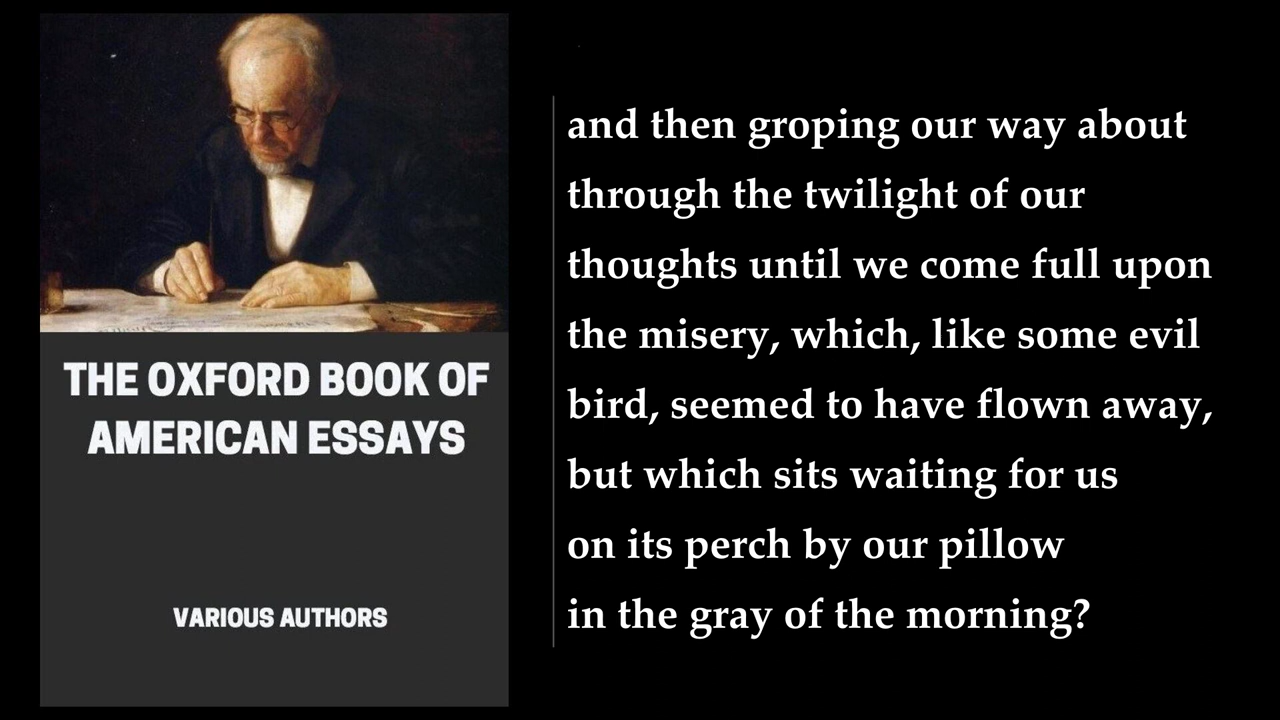 THE OXFORD BOOK OF
AMERICAN ESSAYS
VARIOUS AUTHORS
and then groping our way about
through the twilight of our
thoughts until we come full upon
the misery, which, like some evil
bird, seemed to have flown away,
but which sits waiting for us
on its perch by our pillow
in the gray of the morning?